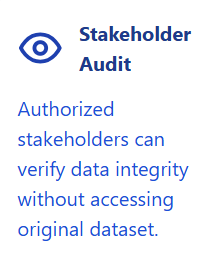 Stakeholder
Audit
Authorized
stakeholders can
verify data integrity
without accessing
original dataset.